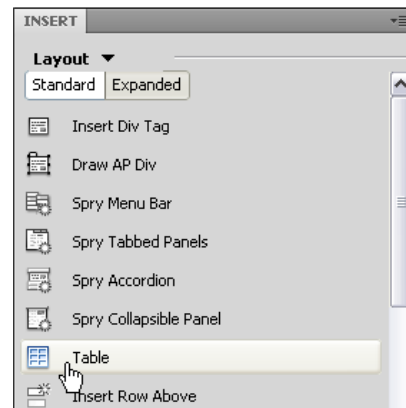 INSERT
Layout
Standard Expanded
Insert Div Tag
Draw AP Div
Spry Menu Bar
Spry Tabbed Panels
Spry Accordion
Spry Collapsible Panel
Table
Insert Row Above